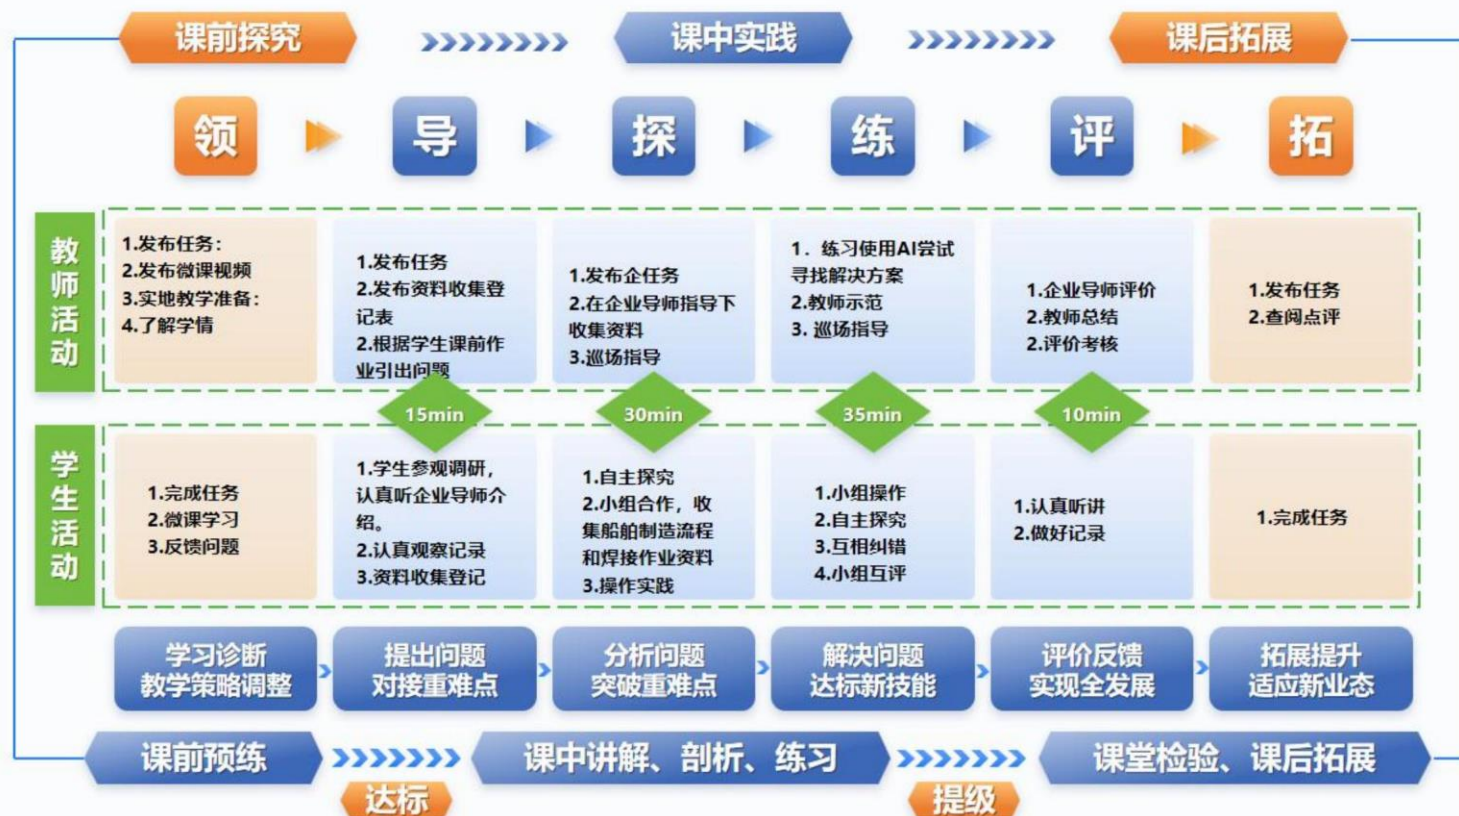 课前探究
课中实践
课后拓展
领
导
探
练
评
拓
教师活动
1.发布任务：
2.发布微课视频
3.实地教学准备：
4.了解学情
1.发布任务
2.发布资料收集登
记表
2.根据学生课前作
业引出问题
1.发布企任务
2.在企业导师指导下
收集资料
3.巡场指导
1. 练习使用AI尝试
寻找解决方案
2.教师示范
3. 巡场指导
1.企业导师评价
2.教师总结
2.评价考核
1.发布任务
2.查阅点评
15min
30min
35min
10min
学生活动
1.完成任务
2.微课学习
3.反馈问题
1.学生参观调研，
认真听企业导师介
绍。
2.认真观察记录
3.资料收集登记
1.自主探究
2.小组合作，收
集船舶制造流程
和焊接作业资料
3.操作实践
1.小组操作
2.自主探究
3.互相纠错
4.小组互评
1.认真听讲
2.做好记录
1.完成任务
学习诊断
教学策略调整
提出问题
对接重难点
分析问题
突破重难点
解决问题
达标新技能
评价反馈
实现全发展
拓展提升
适应新业态
课前预练
课中讲解、剖析、练习
课堂检验、课后拓展
达标
提级